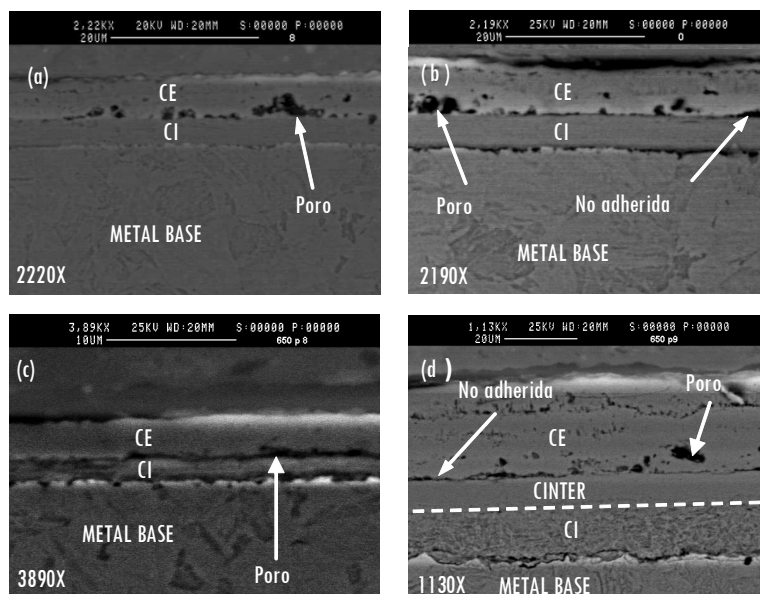 2,22KX 20KV WD:20MM S:00000 P:00000
20UM 8
(a)
CE
CI
Poro
METAL BASE
2220X
2,19KX 25KV WD:20MM S:00000 P:00000
20UM 0
(b )
CE
CI
Poro
No adherida
METAL BASE
2190X
3,89KX 25KV WD:20MM S:00000 P:00000
10UM 650 p8
(c)
CE
CI
METAL BASE
Poro
3890X
1,13KX 25KV WD:20MM S:00000 P:00000
20UM 650 p9
(d )
No adherida
Poro
CE
CINTER
CI
1130X METAL BASE